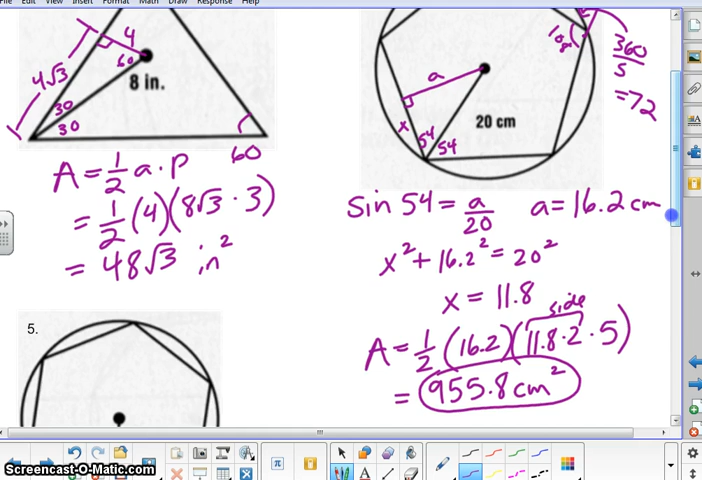 File Edit View Insert Format Math Draw Response Help
4
4√3
60
8 in.
30
30
60
A = 1/2 a · p
= 1/2 (4)(8√3 · 3)
= 48√3 in²
5.
108
360/5
= 72
a
x
54
54
20 cm
sin 54 = a/20 a = 16.2 cm
x² + 16.2² = 20²
x = 11.8
side
A = 1/2 (16.2)(11.8 · 2 · 5)
= 955.8 cm²
Screencast-O-Matic.com
A
π